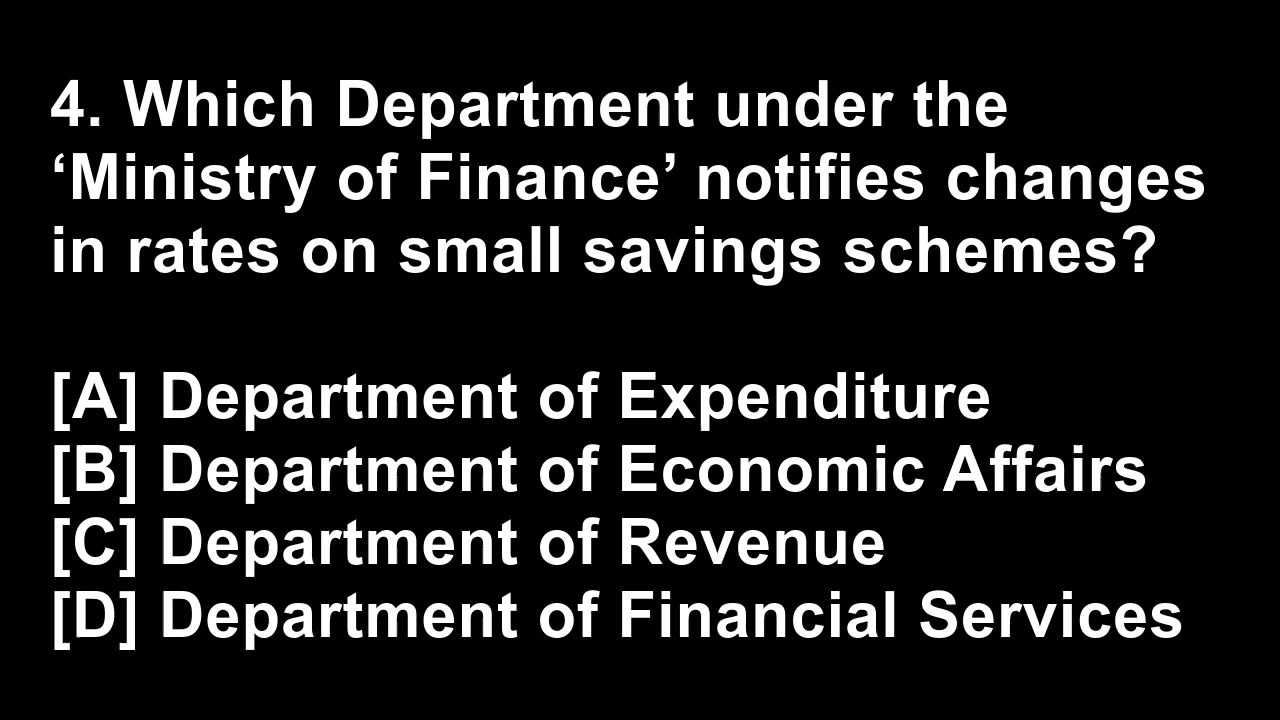 4. Which Department under the
‘Ministry of Finance’ notifies changes
in rates on small savings schemes?
[A] Department of Expenditure
[B] Department of Economic Affairs
[C] Department of Revenue
[D] Department of Financial Services